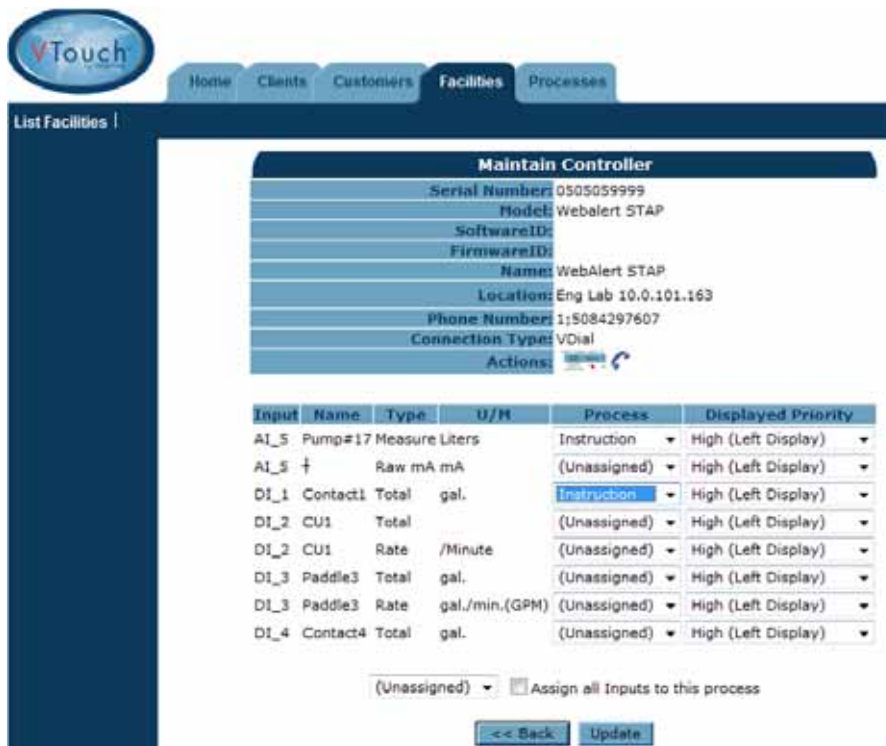 VTouch
Home Clients Customers Facilities Processes
List Facilities |
Maintain Controller
Serial Number: 0505059999
Model: Webalert STAP
SoftwareID:
FirmwareID:
Name: WebAlert STAP
Location: Eng Lab 10.0.101.163
Phone Number: 1;5084297607
Connection Type: VDial
Actions:
Input Name Type U/M Process Displayed Priority
AI_5 Pump#17 Measure Liters Instruction High (Left Display)
AI_5 ƚ Raw mA mA (Unassigned) High (Left Display)
DI_1 Contact1 Total gal. Instruction High (Left Display)
DI_2 CU1 Total (Unassigned) High (Left Display)
DI_2 CU1 Rate /Minute (Unassigned) High (Left Display)
DI_3 Paddle3 Total gal. (Unassigned) High (Left Display)
DI_3 Paddle3 Rate gal./min.(GPM) (Unassigned) High (Left Display)
DI_4 Contact4 Total gal. (Unassigned) High (Left Display)
(Unassigned) Assign all Inputs to this process
<< Back Update